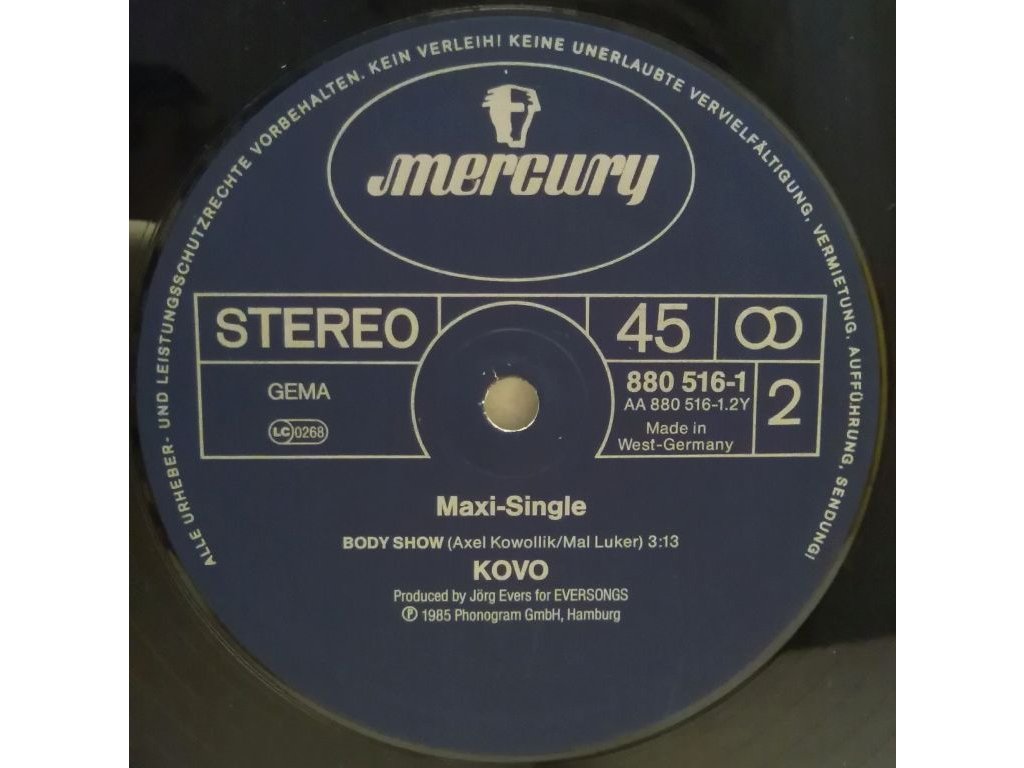 ALLE URHEBER- UND LEISTUNGSSCHUTZRECHTE VORBEHALTEN. KEIN VERLEIH! KEINE UNERLAUBTE VERVIELFÄLTIGUNG, VERMIETUNG, AUFFÜHRUNG, SENDUNG!
mercury
STEREO
45
GEMA
LC 0268
880 516-1
AA 880 516-1.2Y
Made in
West-Germany
2
Maxi-Single
BODY SHOW (Axel Kowollik/Mal Luker) 3:13
KOVO
Produced by Jörg Evers for EVERSONGS
℗ 1985 Phonogram GmbH, Hamburg